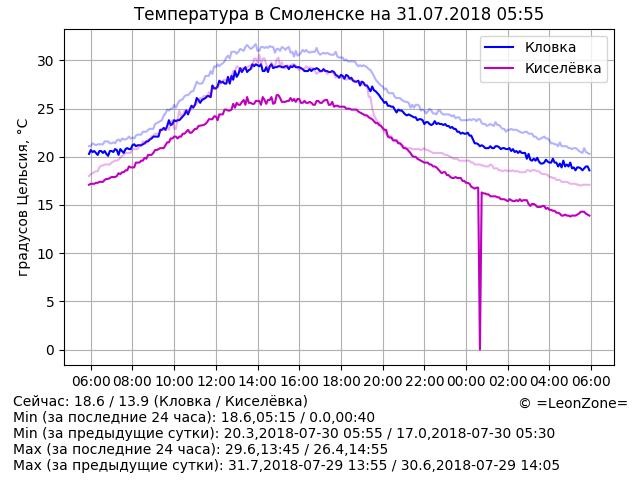 Температура в Смоленске на 31.07.2018 05:55
Кловка
Киселёвка
градусов Цельсия, °C
30
25
20
15
10
5
0
06:00 08:00 10:00 12:00 14:00 16:00 18:00 20:00 22:00 00:00 02:00 04:00 06:00
Сейчас: 18.6 / 13.9 (Кловка / Киселёвка)
© =LeonZone=
Min (за последние 24 часа): 18.6,05:15 / 0.0,00:40
Min (за предыдущие сутки): 20.3,2018-07-30 05:55 / 17.0,2018-07-30 05:30
Max (за последние 24 часа): 29.6,13:45 / 26.4,14:55
Max (за предыдущие сутки): 31.7,2018-07-29 13:55 / 30.6,2018-07-29 14:05